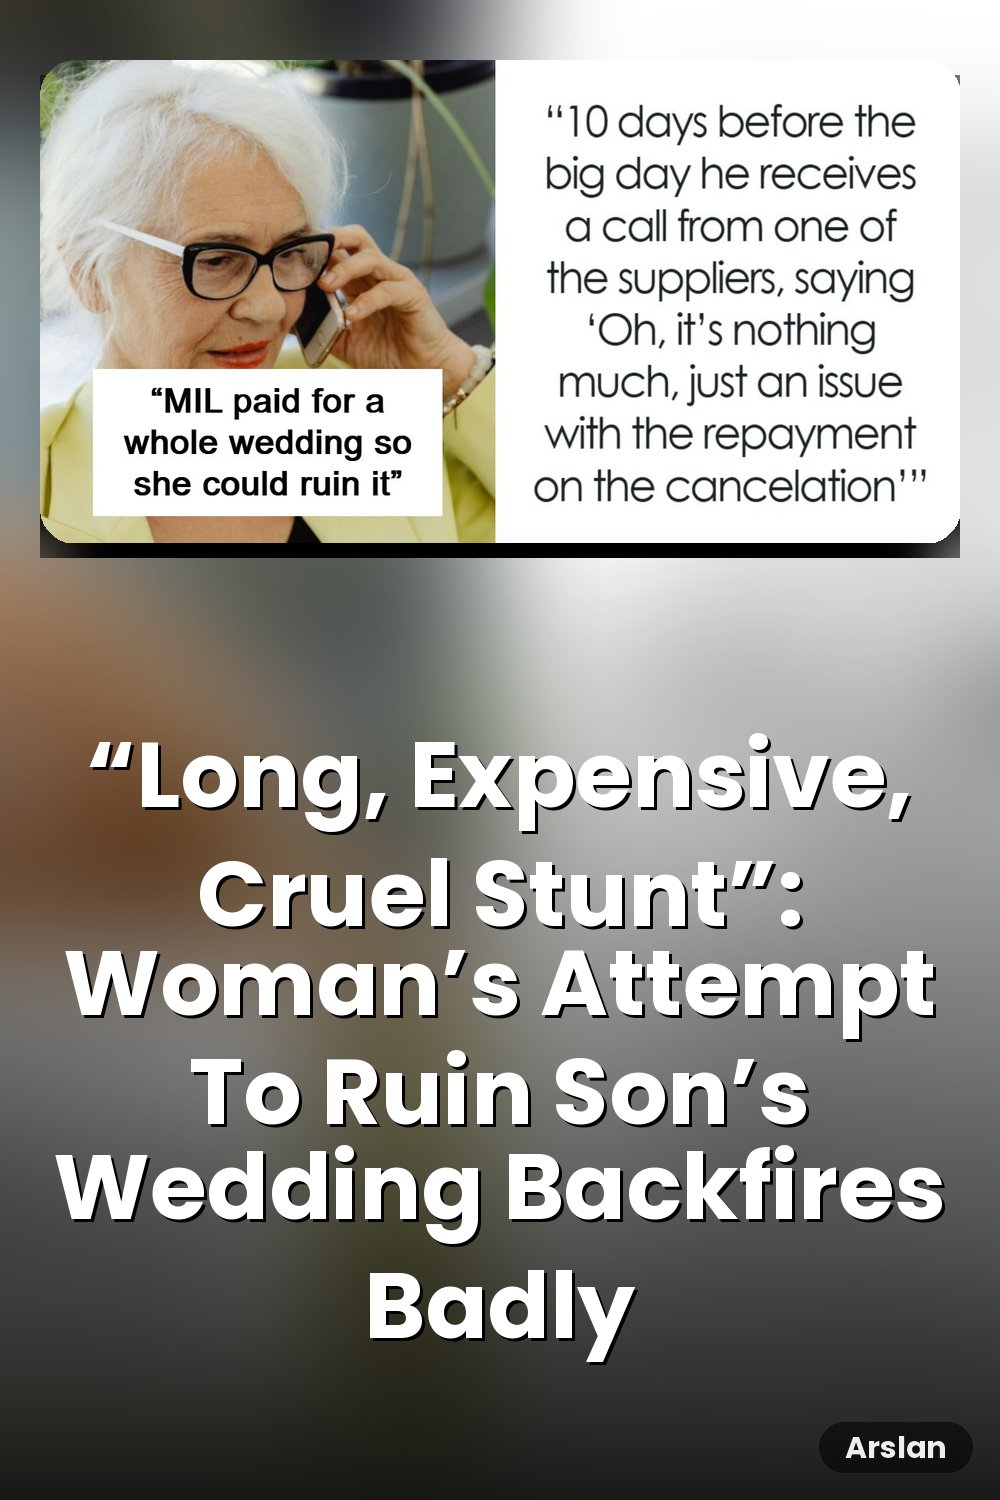 “MIL paid for a
whole wedding so
she could ruin it”
“10 days before the
big day he receives
a call from one of
the suppliers, saying
‘Oh, it’s nothing
much, just an issue
with the repayment
on the cancelation’”
“Long, Expensive,
Cruel Stunt”:
Woman’s Attempt
To Ruin Son’s
Wedding Backfires
Badly
Arslan